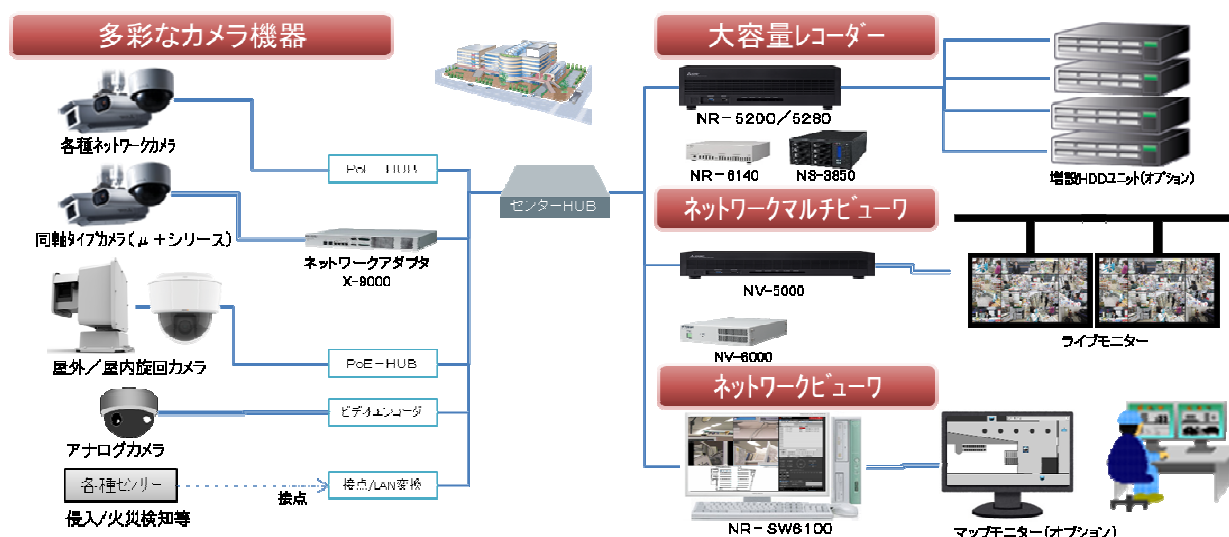 多彩なカメラ機器
各種ネットワークカメラ
PoE－HUB
同軸タイプカメラ(μ＋シリーズ)
ネットワークアダプタ
X-9000
屋外／屋内旋回カメラ
PoE－HUB
アナログカメラ
ビデオエンコーダ
各種センサー
侵入/火災検知等
接点
接点/LAN変換
センターHUB
大容量レコーダー
NR－5200／5280
NR－6140
NS-3850
増設HDDユニット(オプション)
ネットワークマルチビューワ
NV-5000
NV-6000
ライブモニター
ネットワークビューワ
NR－SW6100
マップモニター(オプション)